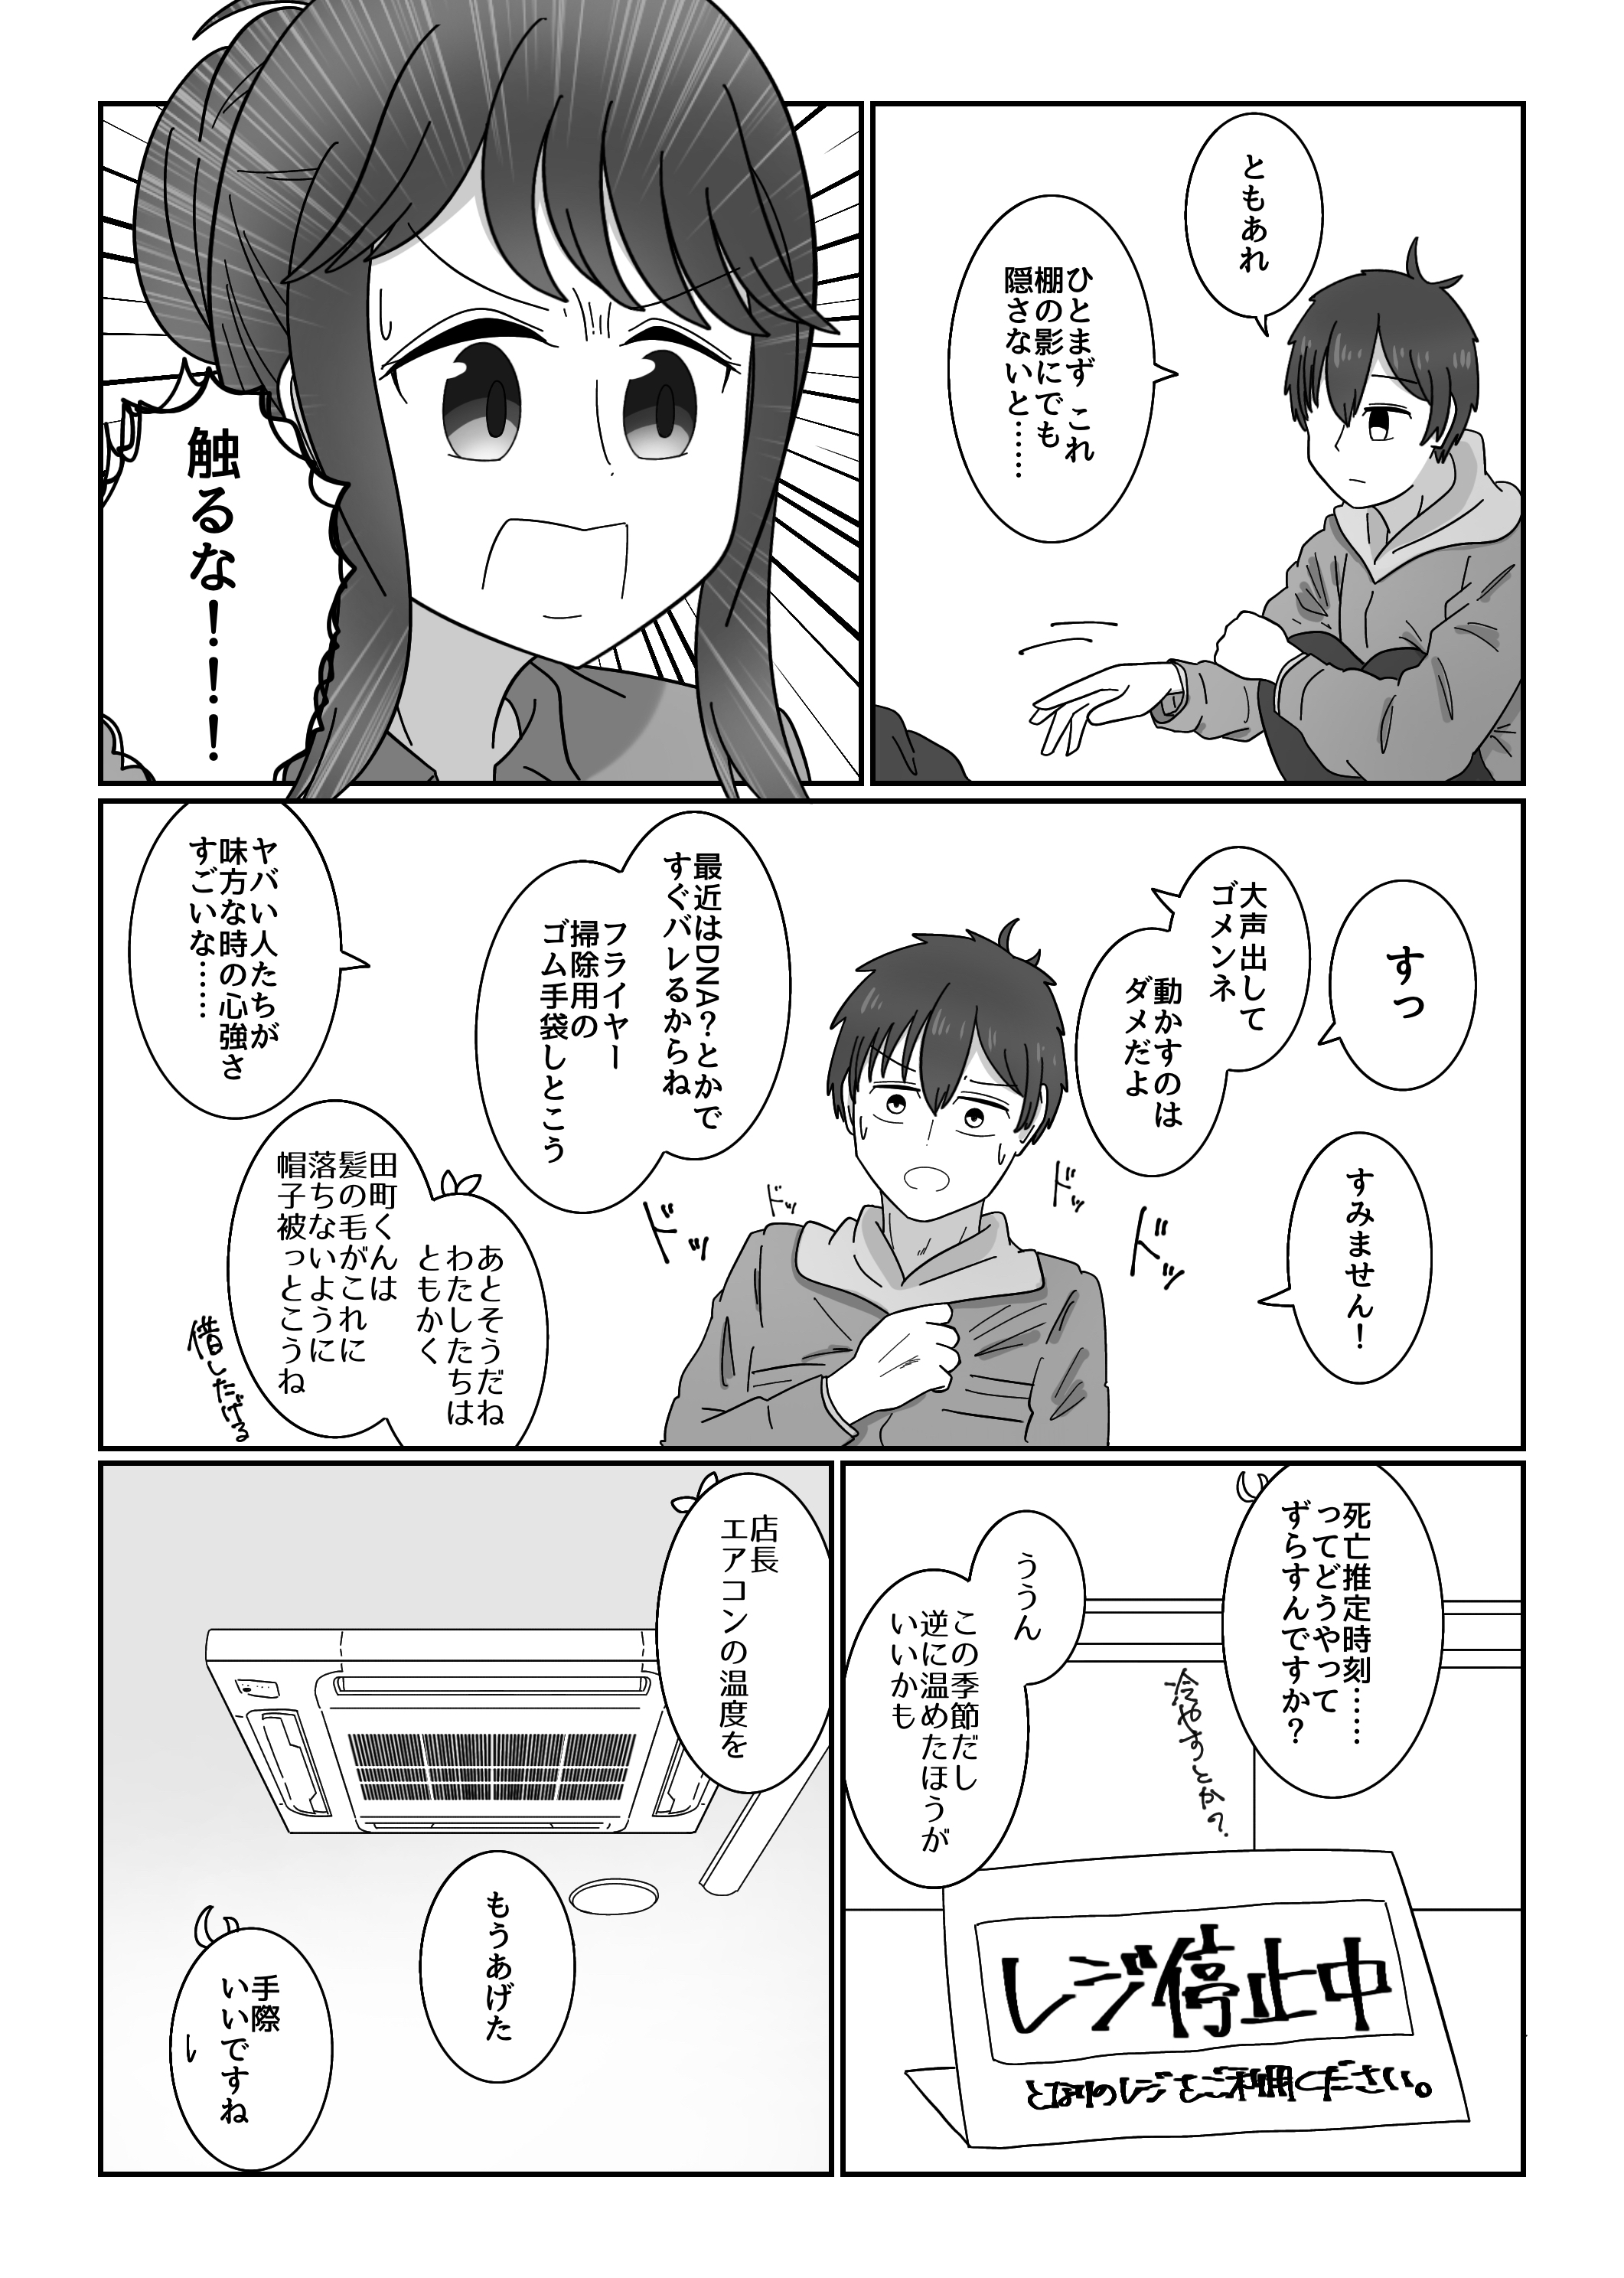 ともあれ
ひとまず これ
棚の影にでも
隠さないと……
触るな！！！
すっ
すみません！
大声出して
ゴメンネ
動かすのは
ダメだよ
ドッ
ドッ
ドッ
ドッ
最近はDNA？とかで
すぐバレるからね
フライヤー
掃除用の
ゴム手袋しとこう
ヤバい人たちが
味方な時の心強さ
すごいな……
あとそうだね
わたしたちは
ともかく
田町くんは
髪の毛がこれに
落ちないように
帽子被っとこうね
借したげる
死亡推定時刻……
ってどうやって
ずらすんですか？
冷やすとか？
ううん
この季節だし
逆に温めたほうが
いいかも
レジ停止中
となりのレジをご利用ください。
店長
エアコンの温度を
もうあげた
手際
いいですね